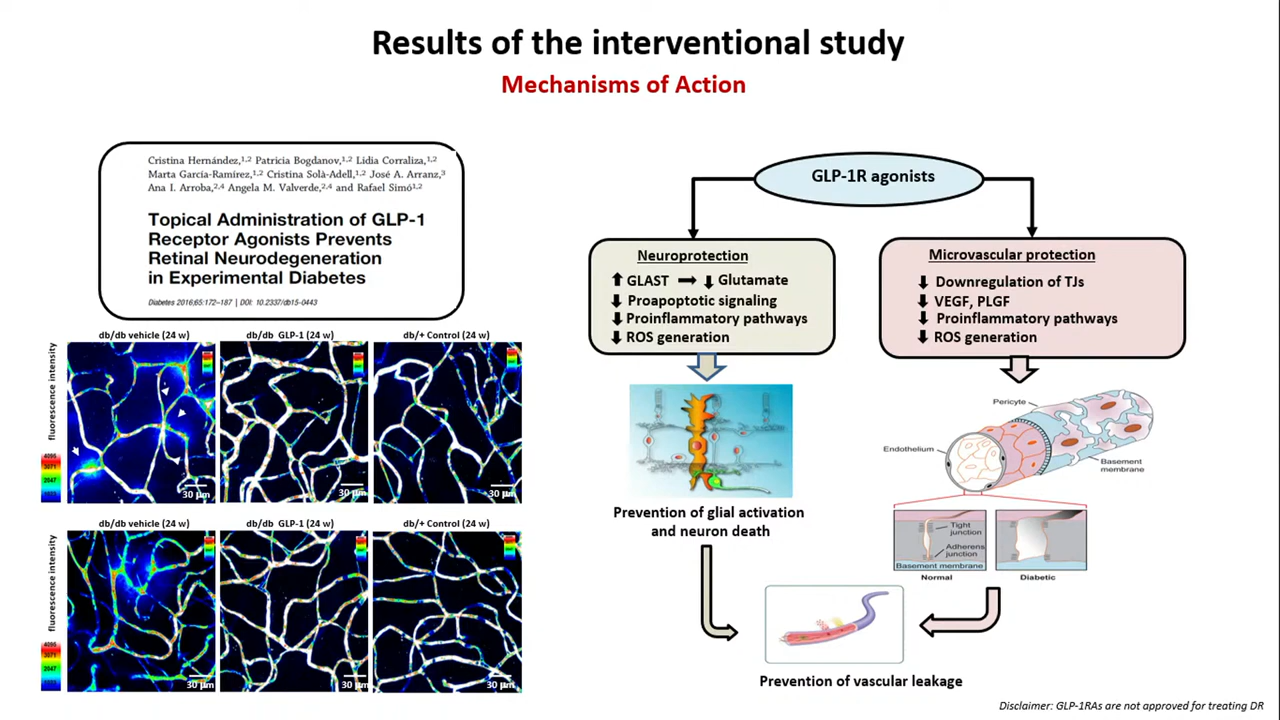 Results of the interventional study
Mechanisms of Action
Cristina Hernández,1,2 Patricia Bogdanov,1,2 Lidia Corraliza,1,2
Marta García-Ramírez,1,2 Cristina Solà-Adell,1,2 José A. Arranz,3
Ana I. Arroba,2,4 Angela M. Valverde,2,4 and Rafael Simó1,2
Topical Administration of GLP-1
Receptor Agonists Prevents
Retinal Neurodegeneration
in Experimental Diabetes
Diabetes 2016;65:172–187 | DOI: 10.2337/db15-0443
db/db vehicle (24 w)
db/db GLP-1 (24 w)
db/+ Control (24 w)
fluorescence intensity
4095
3071
2047
30 µm
30 µm
30 µm
db/db vehicle (24 w)
db/db GLP-1 (24 w)
db/+ Control (24 w)
fluorescence intensity
4095
3071
2047
30 µm
30 µm
30 µm
GLP-1R agonists
Neuroprotection
⬆ GLAST ➡ ⬇ Glutamate
⬇ Proapoptotic signaling
⬇ Proinflammatory pathways
⬇ ROS generation
Prevention of glial activation
and neuron death
Microvascular protection
⬇ Downregulation of TJs
⬇ VEGF, PLGF
⬇ Proinflammatory pathways
⬇ ROS generation
Pericyte
Endothelium
Basement
membrane
Tight
junction
Adherens
junction
Basement membrane
Normal
Diabetic
Prevention of vascular leakage
Disclaimer: GLP-1RAs are not approved for treating DR